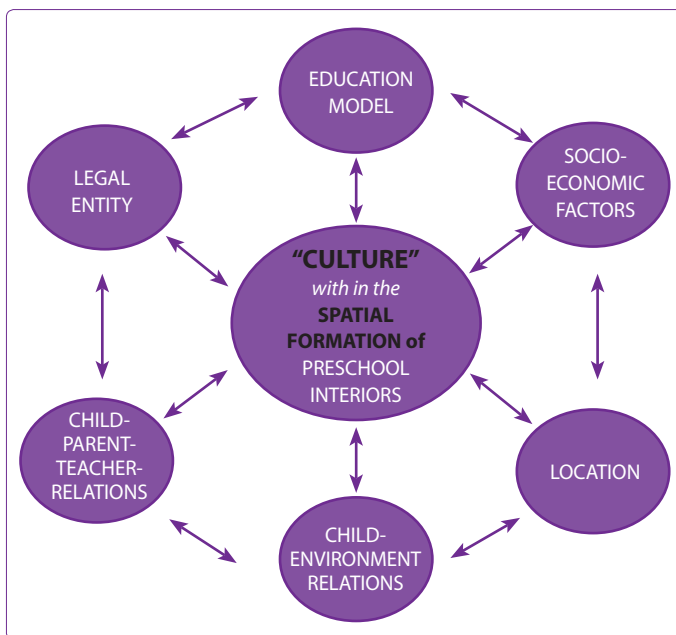 EDUCATION
MODEL
LEGAL
ENTITY
SOCIO-
ECONOMIC
FACTORS
“CULTURE”
with in the
SPATIAL
FORMATION of
PRESCHOOL
INTERIORS
CHILD-
PARENT-
TEACHER-
RELATIONS
LOCATION
CHILD-
ENVIRONMENT
RELATIONS